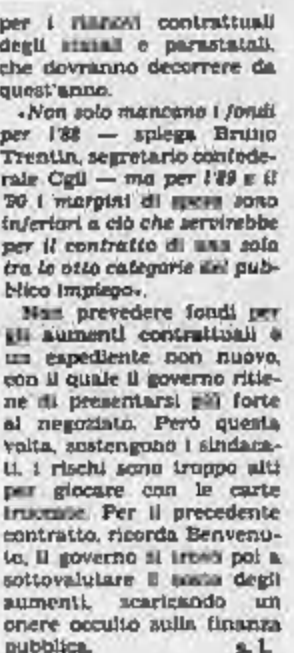 per i rinnovi contrattuali
degli statali e parastatali,
che dovranno decorrere da
quest'anno.
«Non solo mancano i fondi
per l'88 — spiega Bruno
Trentin, segretario confede-
rale Cgil — ma per l'89 e il
'90 i margini di spesa sono
inferiori a ciò che servirebbe
per il contratto di una sola
tra le otto categorie del pub-
blico impiego».
Non prevedere fondi per
gli aumenti contrattuali è
un espediente non nuovo,
con il quale il governo ritie-
ne di presentarsi più forte
al negoziato. Però questa
volta, sostengono i sindaca-
ti, i rischi sono troppo alti
per giocare con le carte
truccate. Per il precedente
contratto, ricorda Benvenu-
to, il governo si trovò poi a
sottovalutare il costo degli
aumenti, scaricando un
onere occulto sulla finanza
pubblica. s. l.